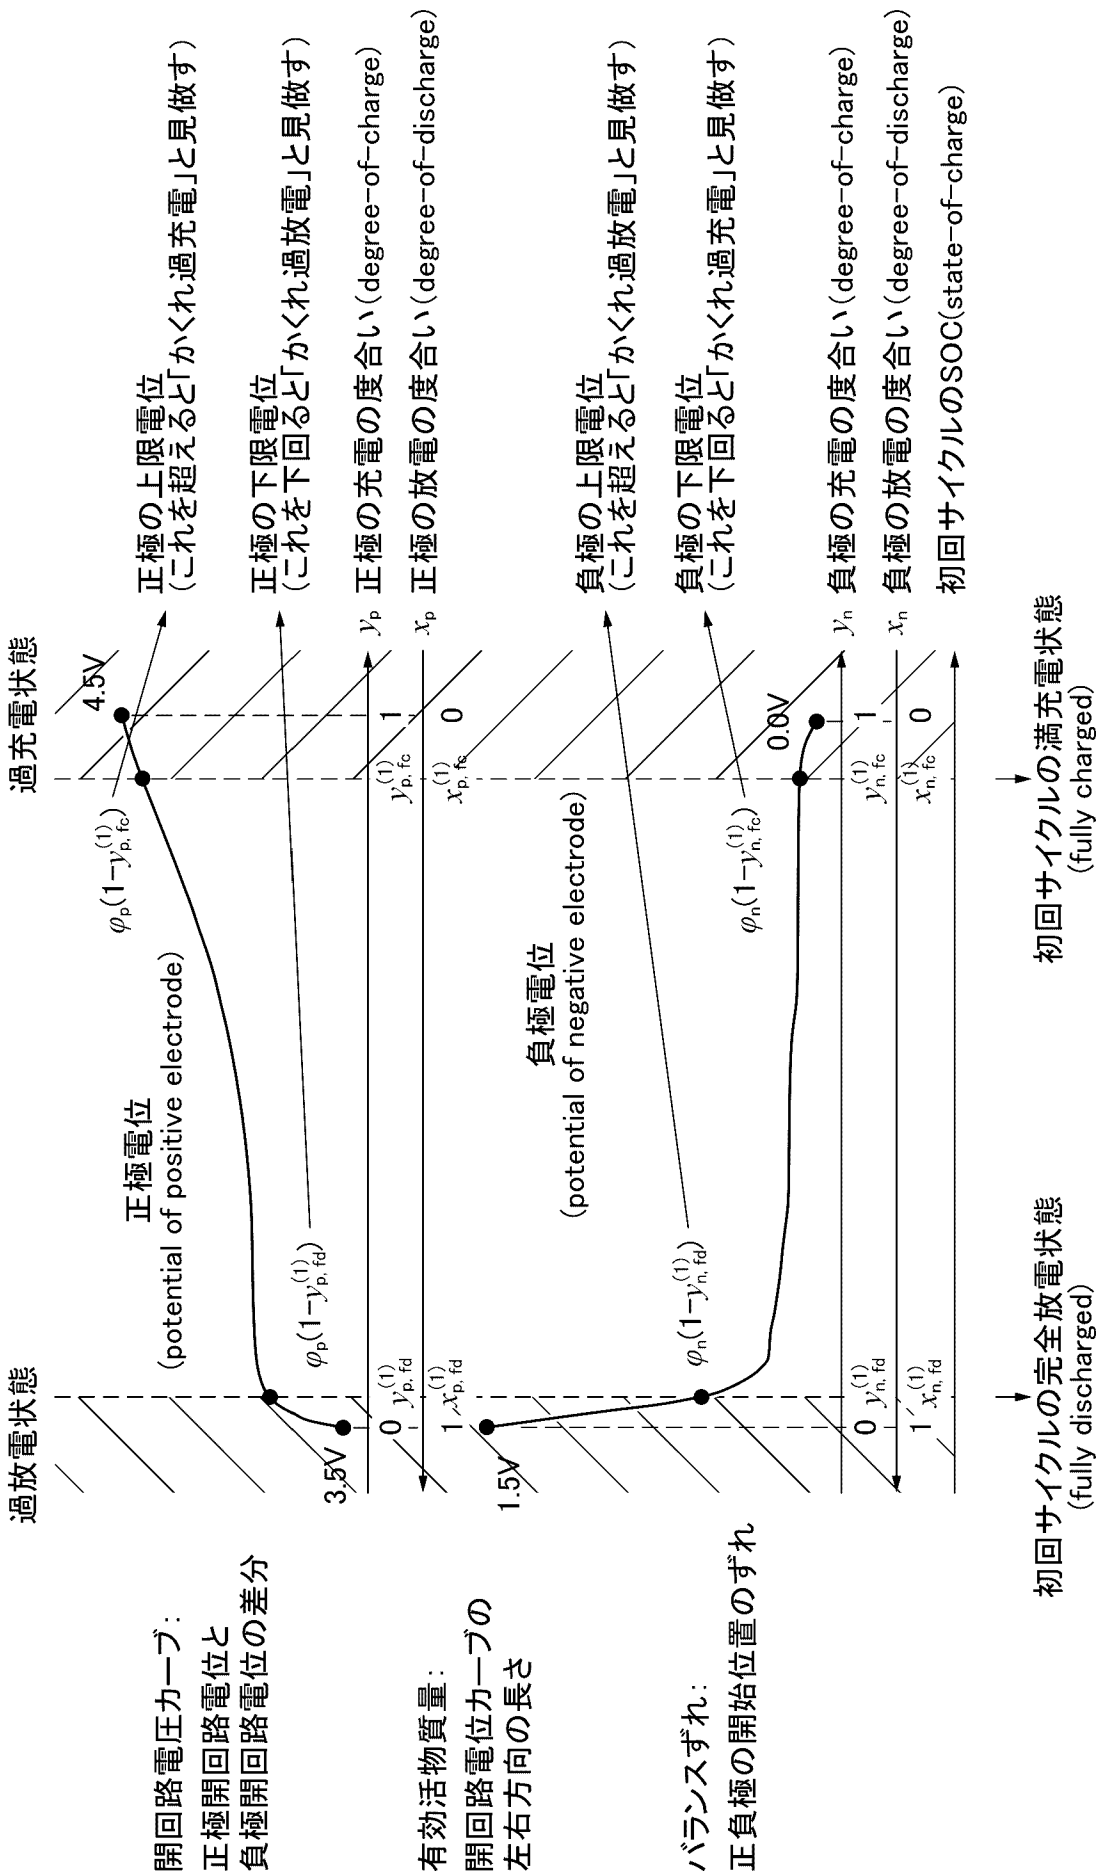 開回路電圧カーブ:
正極開回路電位と
負極開回路電位の差分
有効活物質量:
開回路電位カーブの
左右方向の長さ
バランスずれ:
正負極の開始位置のずれ
過放電状態
過充電状態
正極電位
(potential of positive electrode)
4.5V
3.5V
φp(1−y(1)p,fc)
φp(1−y(1)p,fd)
正極の上限電位
(これを超えると「かくれ過充電」と見做す)
正極の下限電位
(これを下回ると「かくれ過放電」と見做す)
0 y(1)p,fd y(1)p,fc 1 yp 正極の充電の度合い(degree-of-charge)
1 x(1)p,fd x(1)p,fc 0 xp 正極の放電の度合い(degree-of-discharge)
1.5V
負極電位
(potential of negative electrode)
φn(1−y(1)n,fd)
φn(1−y(1)n,fc)
0.0V
負極の上限電位
(これを超えると「かくれ過放電」と見做す)
負極の下限電位
(これを下回ると「かくれ過充電」と見做す)
0 y(1)n,fd y(1)n,fc 1 yn 負極の充電の度合い(degree-of-charge)
1 x(1)n,fd x(1)n,fc 0 xn 負極の放電の度合い(degree-of-discharge)
初回サイクルのSOC(state-of-charge)
初回サイクルの完全放電状態
(fully discharged)
初回サイクルの満充電状態
(fully charged)